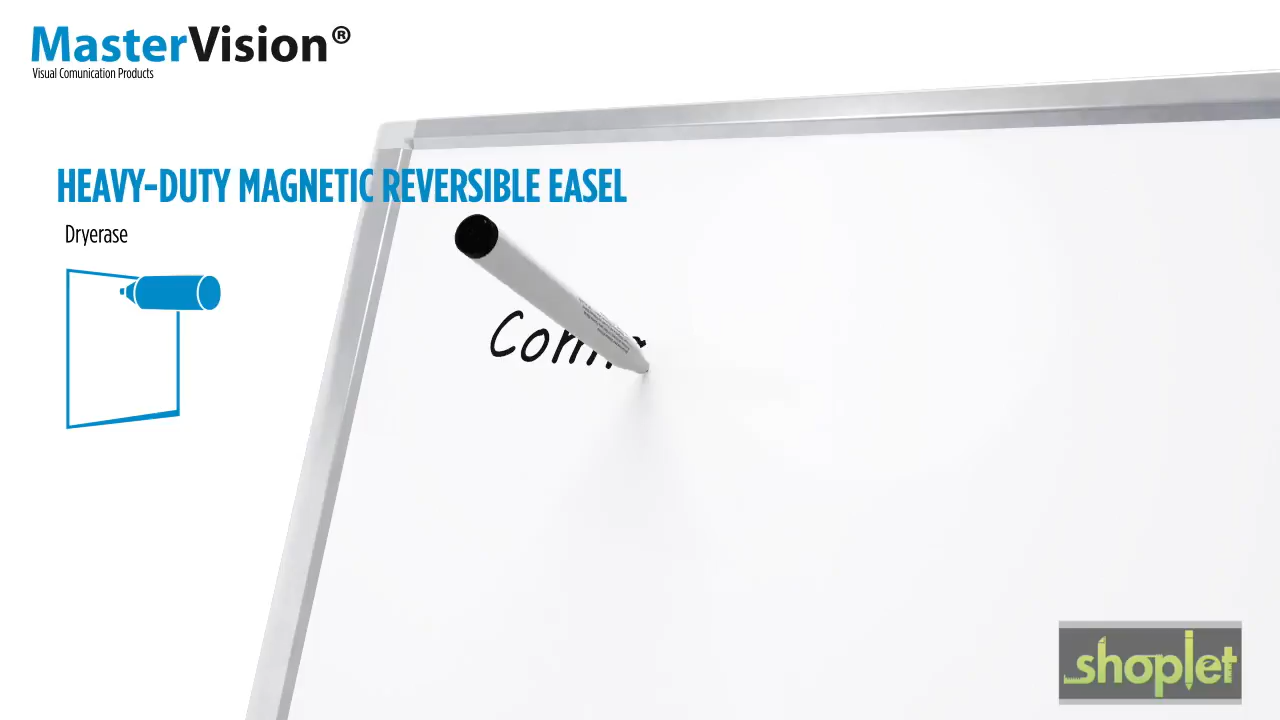 MasterVision®
Visual Comunication Products
HEAVY-DUTY MAGNETIC REVERSIBLE EASEL
Dryerase
shoplet